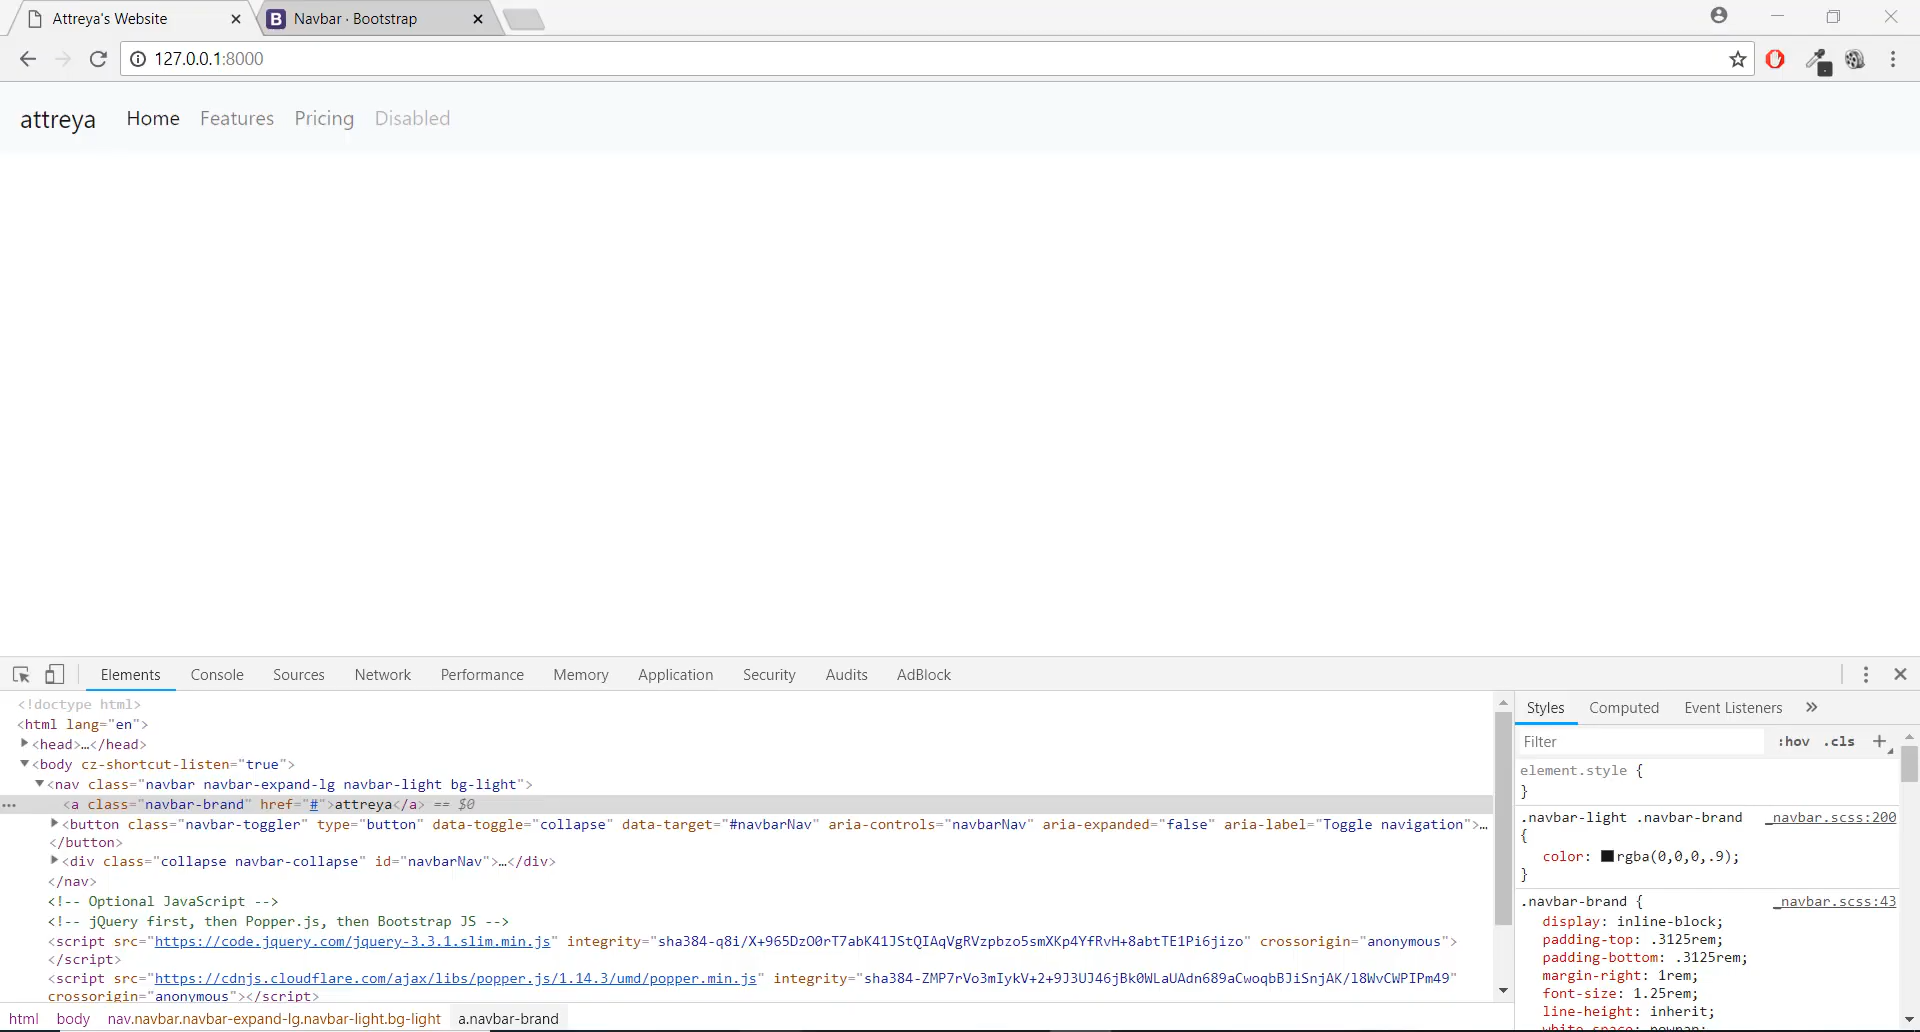 Attreya's Website
Navbar · Bootstrap
127.0.0.1:8000
attreya Home Features Pricing Disabled
Elements Console Sources Network Performance Memory Application Security Audits AdBlock
<!doctype html>
<html lang="en">
<head>…</head>
<body cz-shortcut-listen="true">
<nav class="navbar navbar-expand-lg navbar-light bg-light">
<a class="navbar-brand" href="#">attreya</a> == $0
<button class="navbar-toggler" type="button" data-toggle="collapse" data-target="#navbarNav" aria-controls="navbarNav" aria-expanded="false" aria-label="Toggle navigation">…
</button>
<div class="collapse navbar-collapse" id="navbarNav">…</div>
</nav>
<!-- Optional JavaScript -->
<!-- jQuery first, then Popper.js, then Bootstrap JS -->
<script src="https://code.jquery.com/jquery-3.3.1.slim.min.js" integrity="sha384-q8i/X+965DzO0rT7abK41JStQIAqVgRVzpbzo5smXKp4YfRvH+8abtTE1Pi6jizo" crossorigin="anonymous">
</script>
<script src="https://cdnjs.cloudflare.com/ajax/libs/popper.js/1.14.3/umd/popper.min.js" integrity="sha384-ZMP7rVo3mIykV+2+9J3UJ46jBk0WLaUAdn689aCwoqbBJiSnjAK/l8WvCWPIPm49"
crossorigin="anonymous"></script>
html body nav.navbar.navbar-expand-lg.navbar-light.bg-light a.navbar-brand
Styles Computed Event Listeners »
Filter :hov .cls +
element.style {
}
.navbar-light .navbar-brand _navbar.scss:200
{
color: rgba(0,0,0,.9);
}
.navbar-brand { _navbar.scss:43
display: inline-block;
padding-top: .3125rem;
padding-bottom: .3125rem;
margin-right: 1rem;
font-size: 1.25rem;
line-height: inherit;
white-space: nowrap;